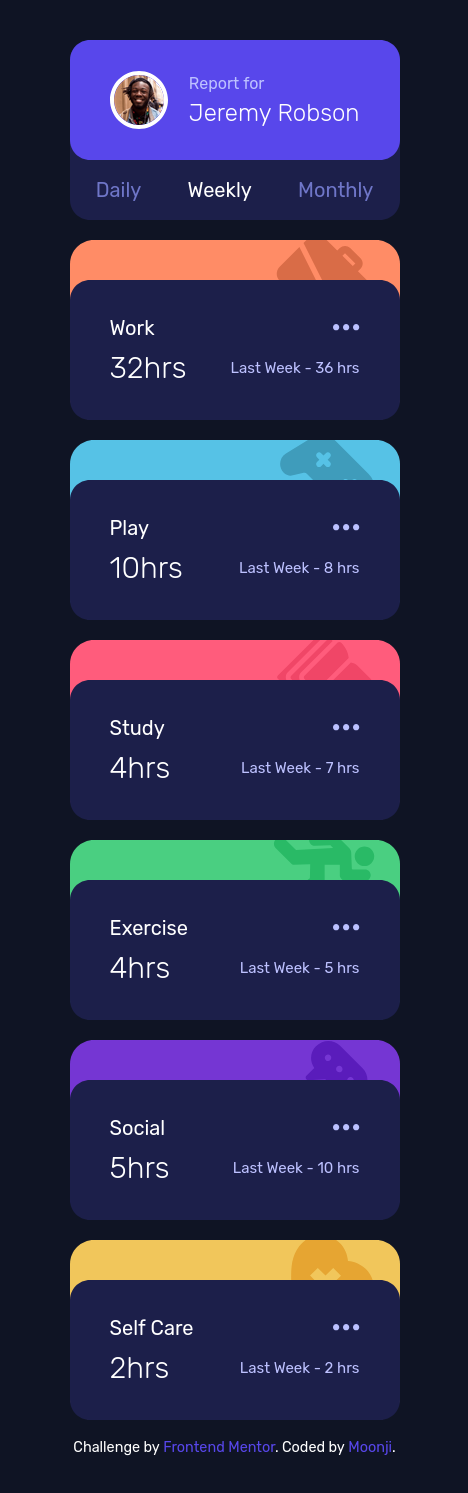 Report for
Jeremy Robson
Daily Weekly Monthly
Work
32hrs Last Week - 36 hrs
Play
10hrs Last Week - 8 hrs
Study
4hrs Last Week - 7 hrs
Exercise
4hrs Last Week - 5 hrs
Social
5hrs Last Week - 10 hrs
Self Care
2hrs Last Week - 2 hrs
Challenge by Frontend Mentor. Coded by Moonji.